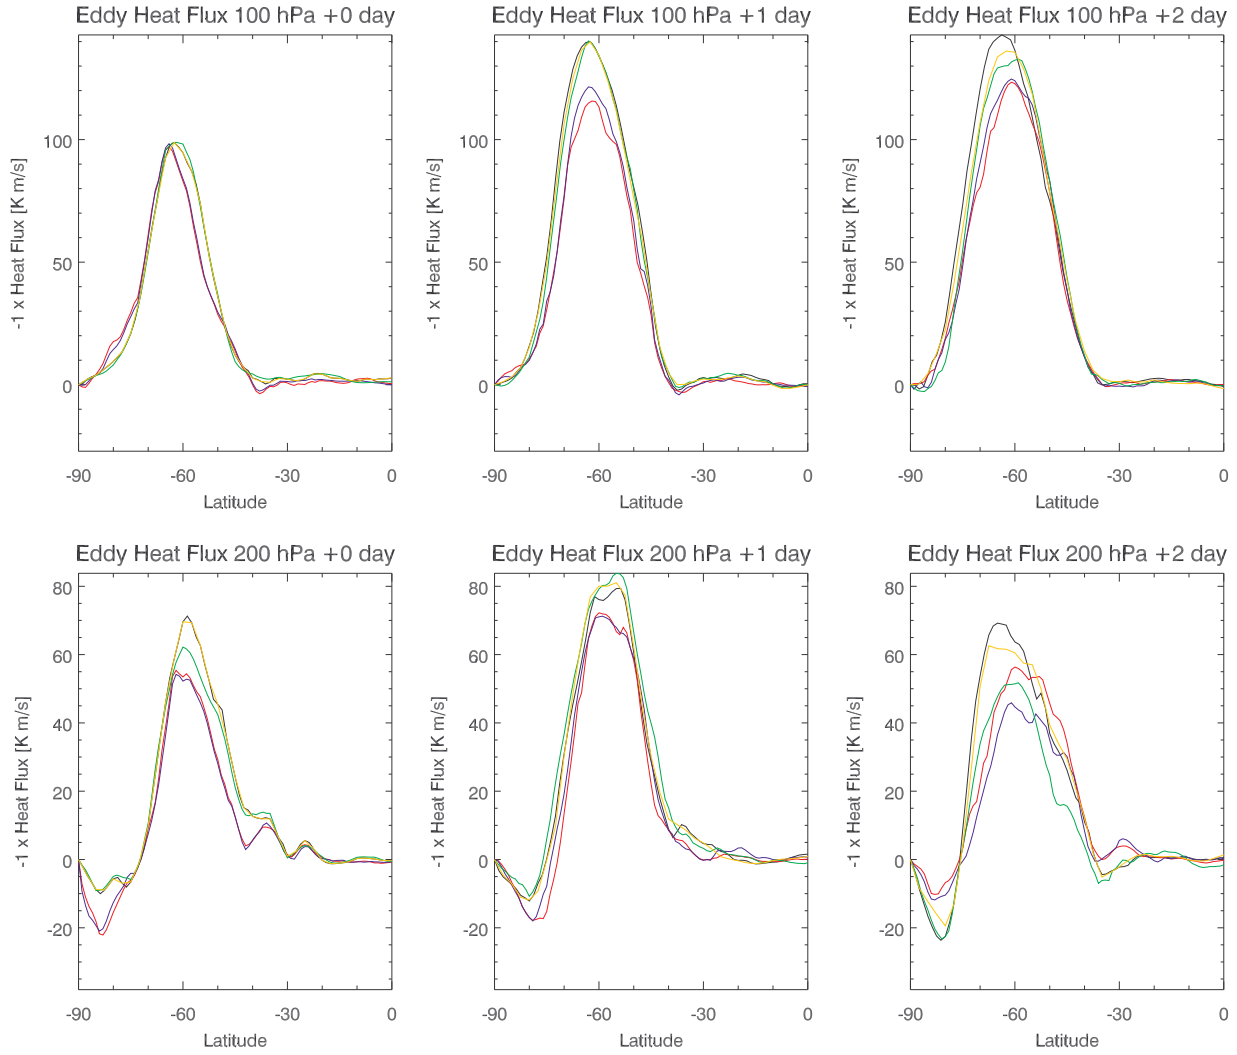 Eddy Heat Flux 100 hPa +0 day
-1 x Heat Flux [K m/s]
100
50
0
-90
-60
-30
0
Latitude
Eddy Heat Flux 100 hPa +1 day
-1 x Heat Flux [K m/s]
100
50
0
-90
-60
-30
0
Latitude
Eddy Heat Flux 100 hPa +2 day
-1 x Heat Flux [K m/s]
100
50
0
-90
-60
-30
0
Latitude
Eddy Heat Flux 200 hPa +0 day
-1 x Heat Flux [K m/s]
80
60
40
20
0
-20
-90
-60
-30
0
Latitude
Eddy Heat Flux 200 hPa +1 day
-1 x Heat Flux [K m/s]
80
60
40
20
0
-20
-90
-60
-30
0
Latitude
Eddy Heat Flux 200 hPa +2 day
-1 x Heat Flux [K m/s]
80
60
40
20
0
-20
-90
-60
-30
0
Latitude